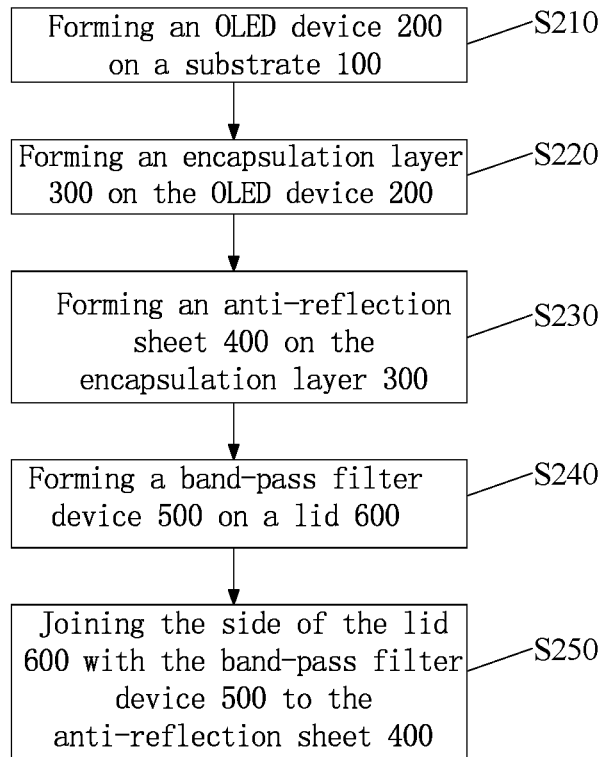 Forming an OLED device 200
on a substrate 100
S210
Forming an encapsulation layer
300 on the OLED device 200
S220
Forming an anti-reflection
sheet 400 on the
encapsulation layer 300
S230
Forming a band-pass filter
device 500 on a lid 600
S240
Joining the side of the lid
600 with the band-pass filter
device 500 to the
anti-reflection sheet 400
S250